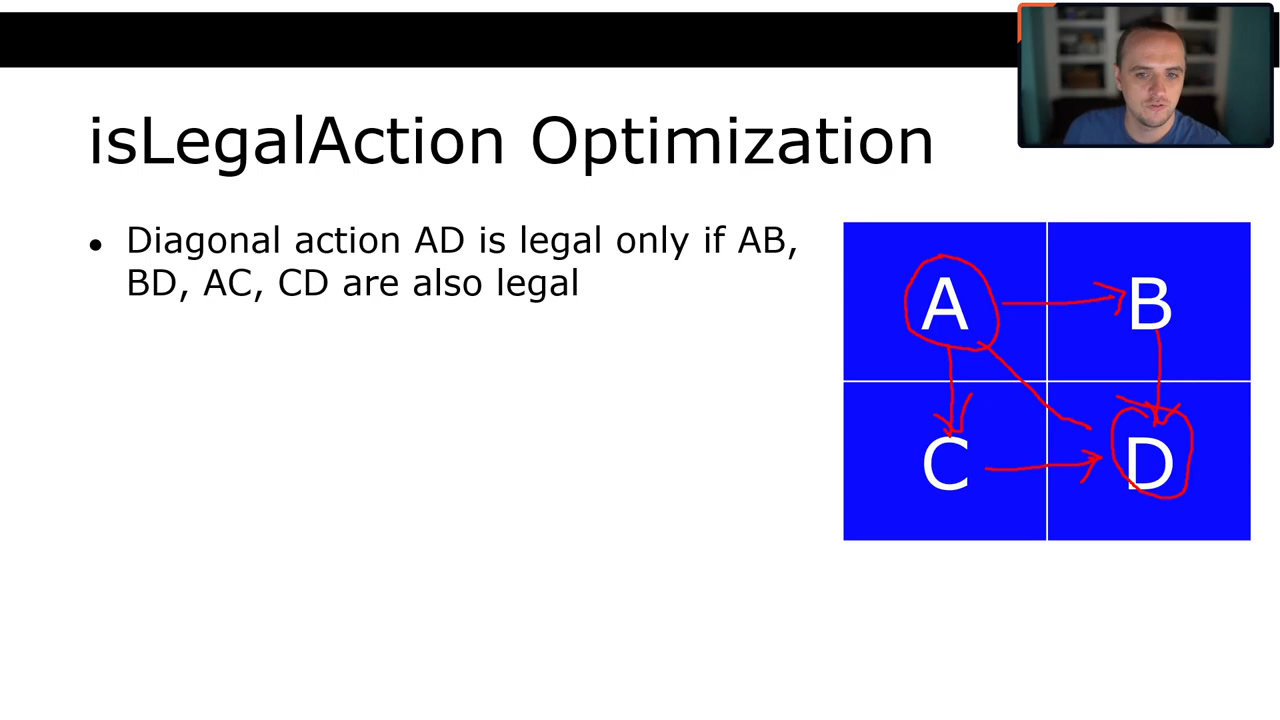 isLegalAction Optimization
• Diagonal action AD is legal only if AB,
BD, AC, CD are also legal
A B
C D